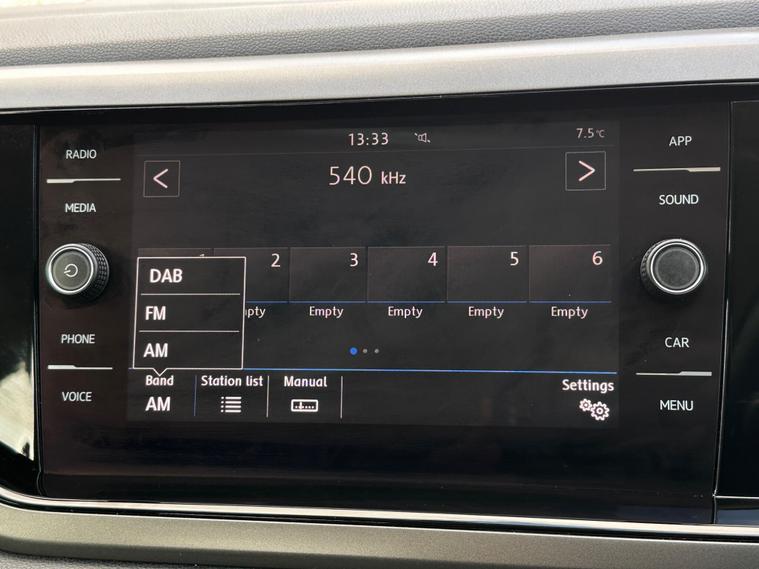 13:33
7.5°C
RADIO
APP
< 540 kHz >
MEDIA
SOUND
2 3 4 5 6
Empty Empty Empty Empty
DAB
FM
AM
PHONE
CAR
Band Station list Manual Settings
AM
VOICE
MENU